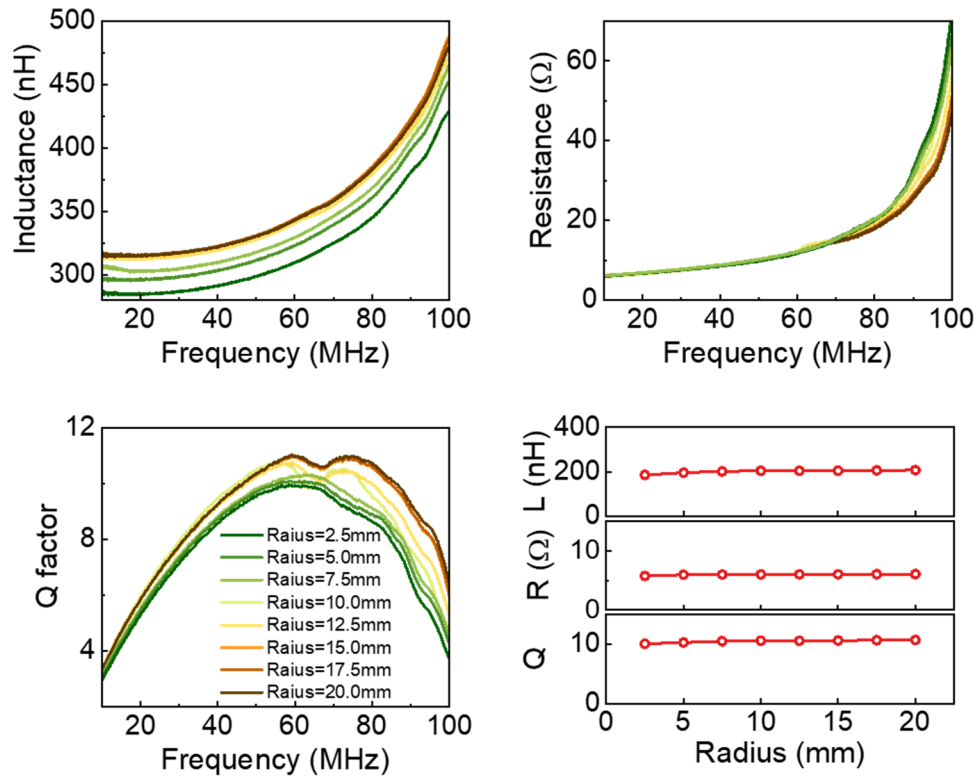 500
450
400
350
300
Inductance (nH)
20 40 60 80 100
Frequency (MHz)
60
40
20
0
Resistance (Ω)
20 40 60 80 100
Frequency (MHz)
12
8
4
Q factor
Raius=2.5mm
Raius=5.0mm
Raius=7.5mm
Raius=10.0mm
Raius=12.5mm
Raius=15.0mm
Raius=17.5mm
Raius=20.0mm
20 40 60 80 100
Frequency (MHz)
400
200
0
L (nH)
10
0
R (Ω)
10
0
Q
0 5 10 15 20
Radius (mm)